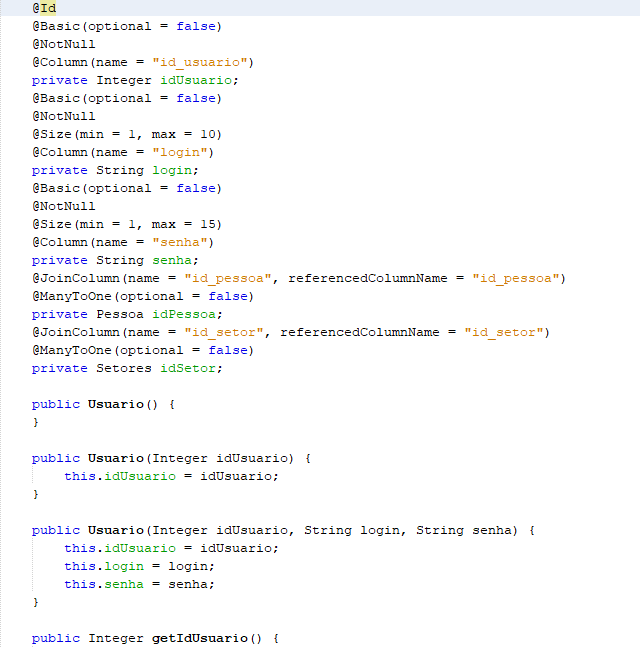 @Id
@Basic(optional = false)
@NotNull
@Column(name = "id_usuario")
private Integer idUsuario;
@Basic(optional = false)
@NotNull
@Size(min = 1, max = 10)
@Column(name = "login")
private String login;
@Basic(optional = false)
@NotNull
@Size(min = 1, max = 15)
@Column(name = "senha")
private String senha;
@JoinColumn(name = "id_pessoa", referencedColumnName = "id_pessoa")
@ManyToOne(optional = false)
private Pessoa idPessoa;
@JoinColumn(name = "id_setor", referencedColumnName = "id_setor")
@ManyToOne(optional = false)
private Setores idSetor;

public Usuario() {
}

public Usuario(Integer idUsuario) {
    this.idUsuario = idUsuario;
}

public Usuario(Integer idUsuario, String login, String senha) {
    this.idUsuario = idUsuario;
    this.login = login;
    this.senha = senha;
}

public Integer getIdUsuario() {